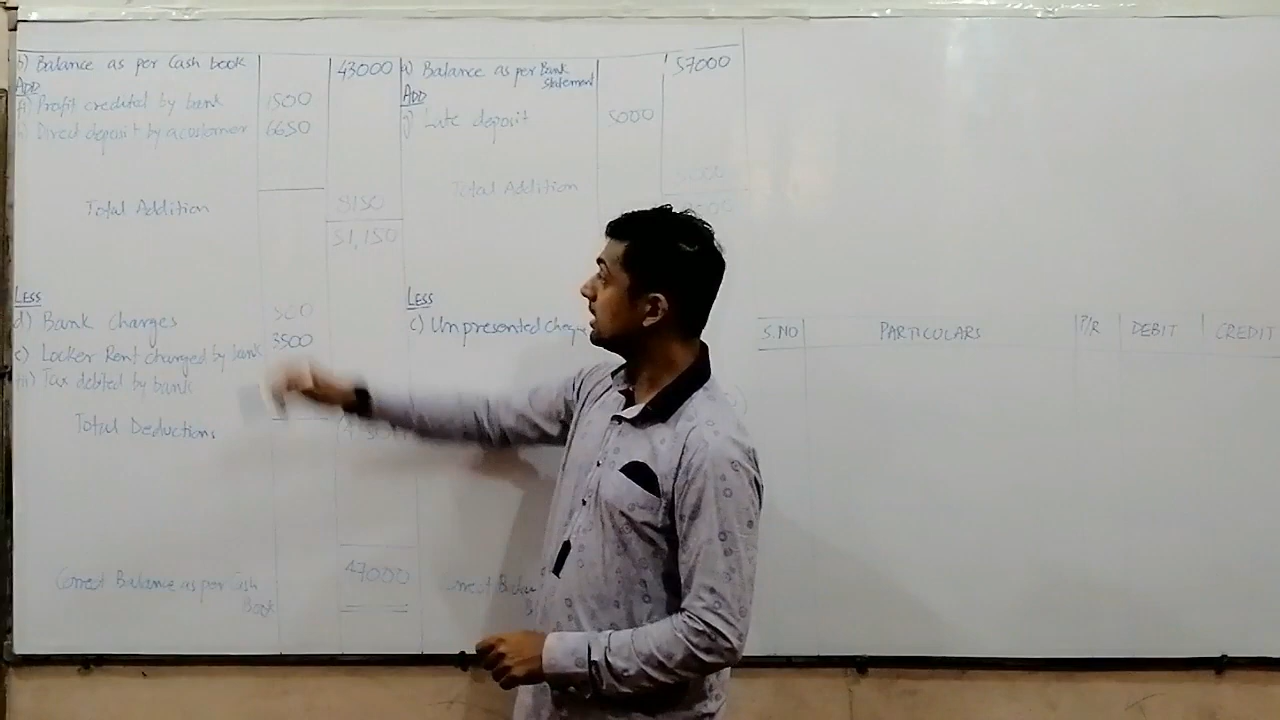 b) Balance as per Cash book 43000
ADD
Profit credited by bank 1500
Direct deposit by a customer 6650
Total Addition 8150
51,150
LESS
d) Bank Charges 500
e) Locker Rent charged by bank 3500
Tax debited by bank
Total Deductions
Correct Balance as per Cash Book 47000
a) Balance as per Bank Statement 57000
ADD
Late deposit 5000
Total Addition 5000
LESS
c) Unpresented
S.NO PARTICULARS P/R DEBIT CREDIT